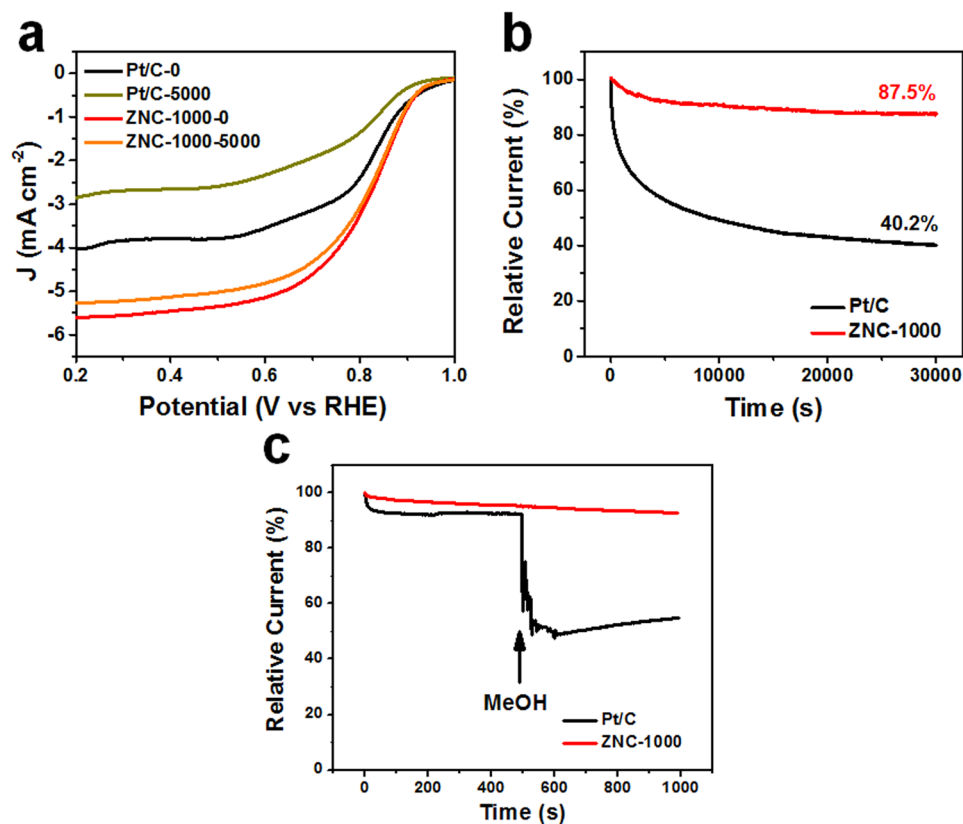 a
Pt/C-0
Pt/C-5000
ZNC-1000-0
ZNC-1000-5000
J (mA cm-2)
0
-1
-2
-3
-4
-5
-6
0.2
0.4
0.6
0.8
1.0
Potential (V vs RHE)
b
Relative Current (%)
100
80
60
40
20
0
87.5%
40.2%
Pt/C
ZNC-1000
0
10000
20000
30000
Time (s)
c
Relative Current (%)
100
80
60
40
20
0
MeOH
Pt/C
ZNC-1000
0
200
400
600
800
1000
Time (s)